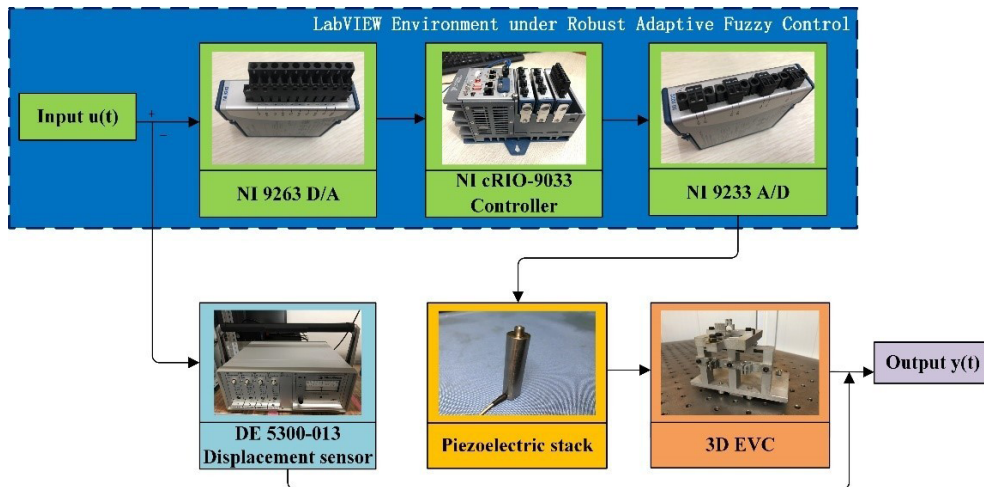 LabVIEW Environment under Robust Adaptive Fuzzy Control
Input u(t)
+
−
NI 9263 D/A
NI cRIO-9033
Controller
NI 9233 A/D
DE 5300-013
Displacement sensor
Piezoelectric stack
3D EVC
Output y(t)